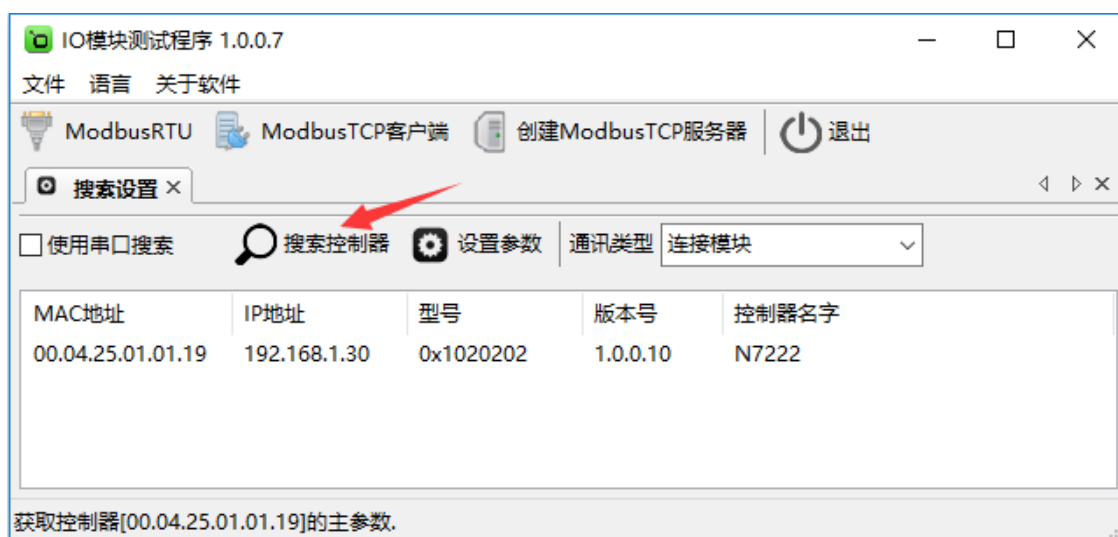 IO模块测试程序 1.0.0.7
文件 语言 关于软件
ModbusRTU ModbusTCP客户端 创建ModbusTCP服务器 退出
搜索设置
使用串口搜索 搜索控制器 设置参数 通讯类型 连接模块
MAC地址 IP地址 型号 版本号 控制器名字
00.04.25.01.01.19 192.168.1.30 0x1020202 1.0.0.10 N7222
获取控制器[00.04.25.01.01.19]的主参数.